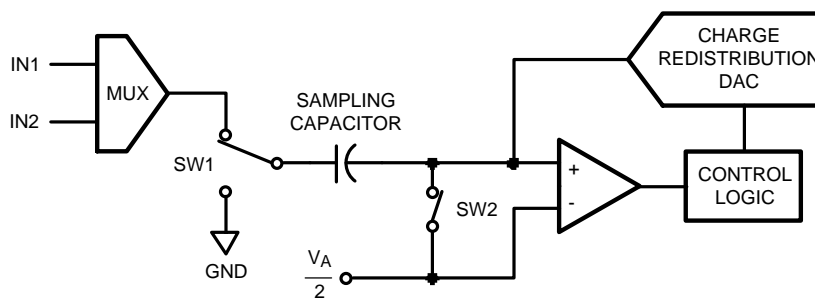 CHARGE
REDISTRIBUTION
DAC
IN1
MUX
IN2
SAMPLING
CAPACITOR
SW1
+
-
CONTROL
LOGIC
SW2
GND
VA
2